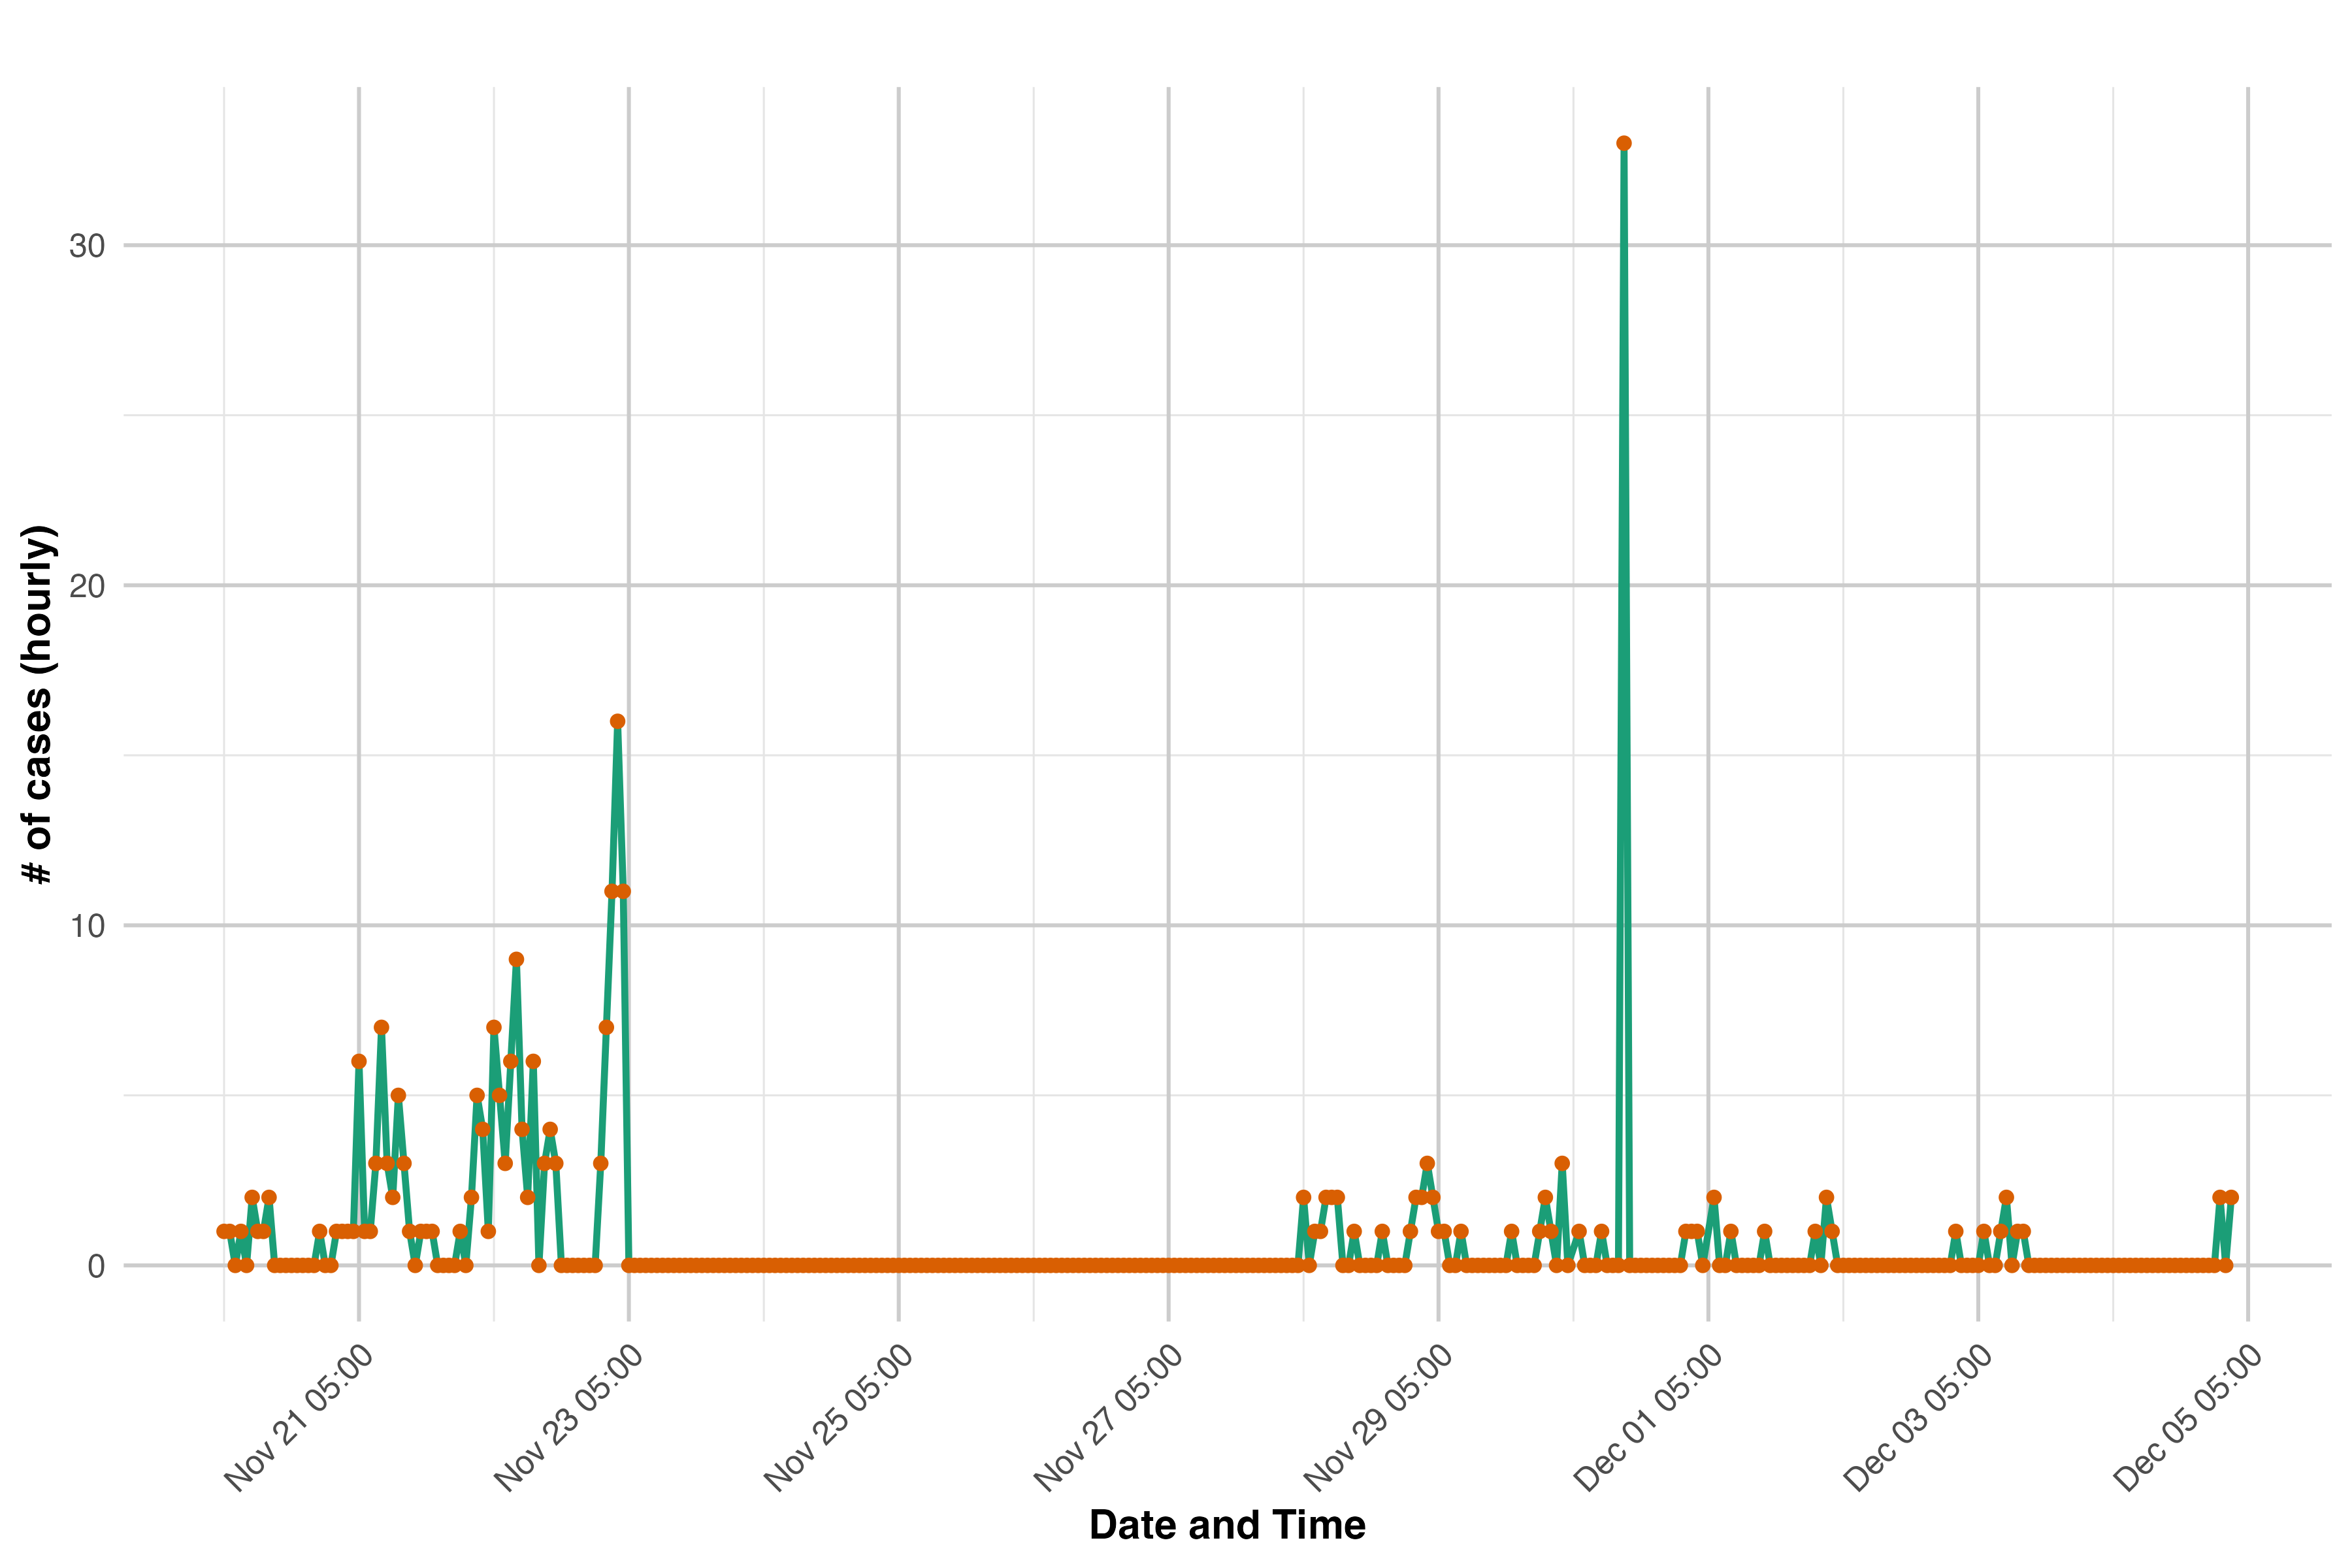 30
20
10
0
# of cases (hourly)
Nov 21 05:00
Nov 23 05:00
Nov 25 05:00
Nov 27 05:00
Nov 29 05:00
Dec 01 05:00
Dec 03 05:00
Dec 05 05:00
Date and Time